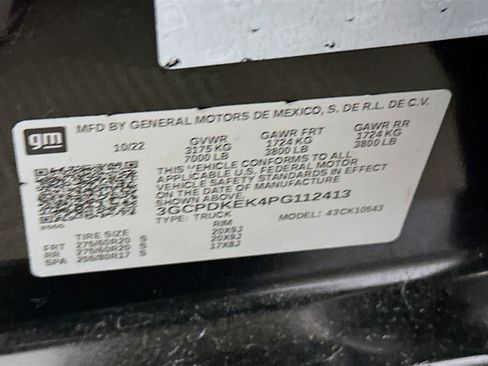 gm
MFD BY GENERAL MOTORS DE MEXICO, S. DE R.L. DE C.V.
10/22 GVWR GAWR FRT GAWR RR
3175 KG 1724 KG 1724 KG
7000 LB 3800 LB 3800 LB
THIS VEHICLE CONFORMS TO ALL
APPLICABLE U.S. FEDERAL MOTOR
VEHICLE SAFETY STANDARDS IN EFFECT
ON THE DATE OF MANUFACTURE
SHOWN ABOVE.
3GCPDKEK4PG112413
TYPE: TRUCK MODEL: 43CK10543
RIM
FRT 275/60R20 S 20X9J
RR 275/60R20 S 20X9J
SPA 255/80R17 S 17X8J